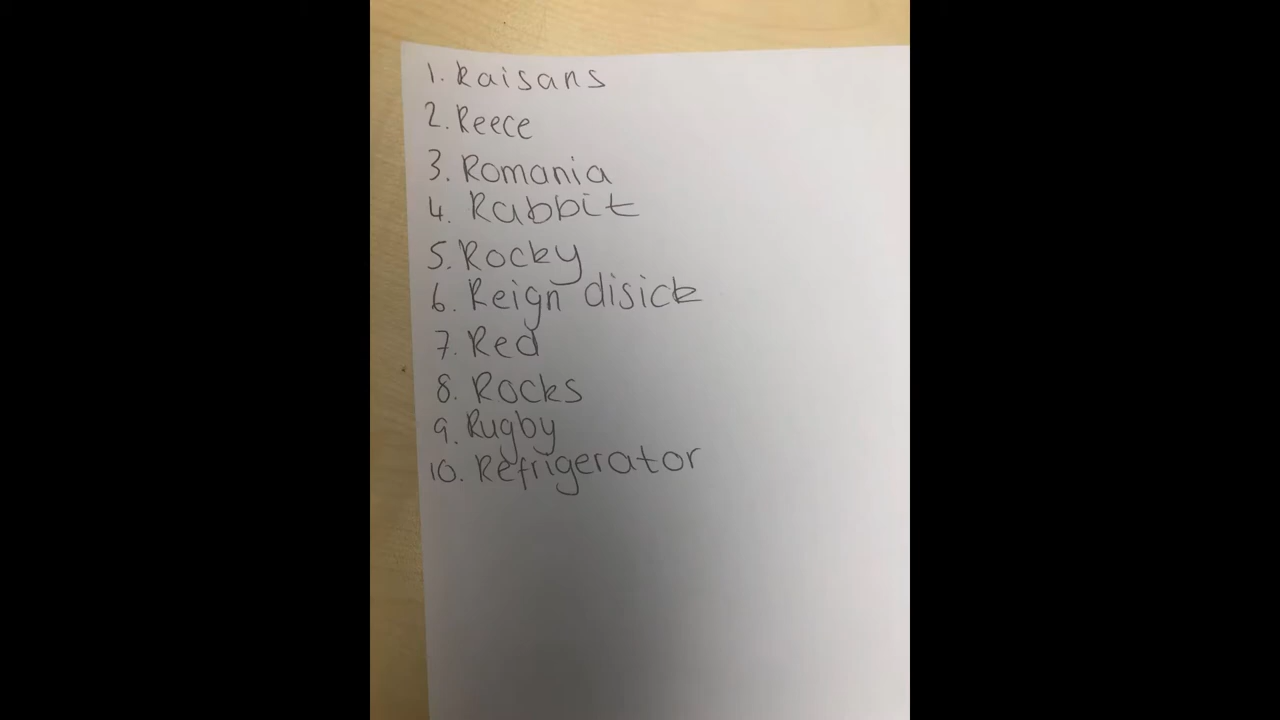 1. Raisans
2. Reece
3. Romania
4. Rabbit
5. Rocky
6. Reign disick
7. Red
8. Rocks
9. Rugby
10. Refrigerator